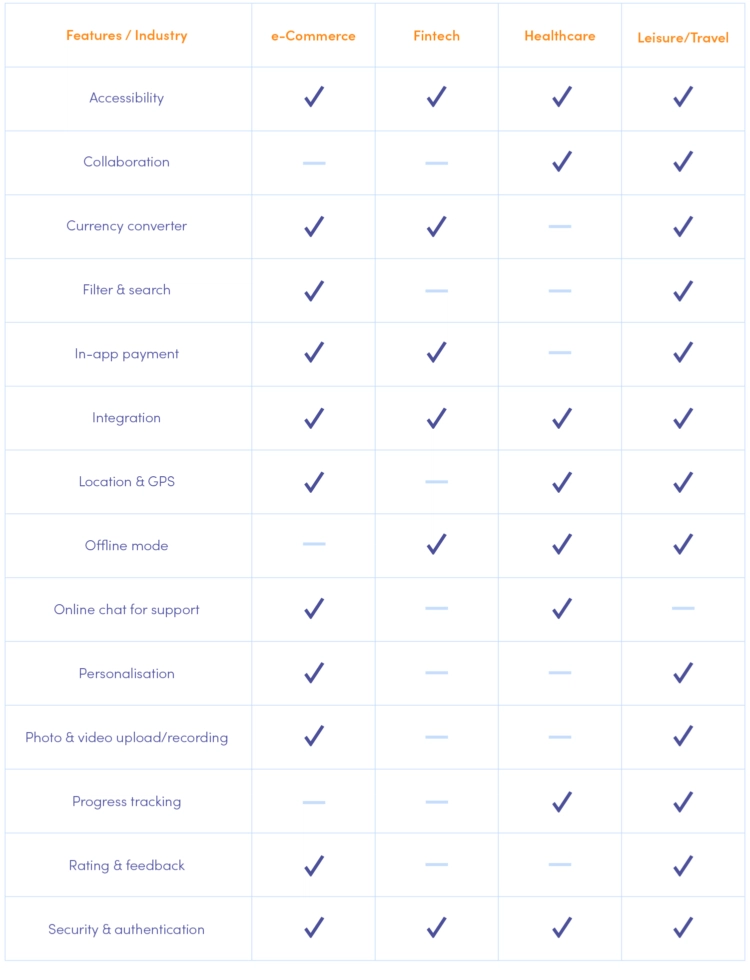 Features / Industry e-Commerce Fintech Healthcare Leisure/Travel
Accessibility ✓ ✓ ✓ ✓
Collaboration — — ✓ ✓
Currency converter ✓ ✓ — ✓
Filter & search ✓ — — ✓
In-app payment ✓ ✓ — ✓
Integration ✓ ✓ ✓ ✓
Location & GPS ✓ — ✓ ✓
Offline mode — ✓ ✓ ✓
Online chat for support ✓ — ✓ —
Personalisation ✓ — — ✓
Photo & video upload/recording ✓ — — ✓
Progress tracking — — ✓ ✓
Rating & feedback ✓ — — ✓
Security & authentication ✓ ✓ ✓ ✓